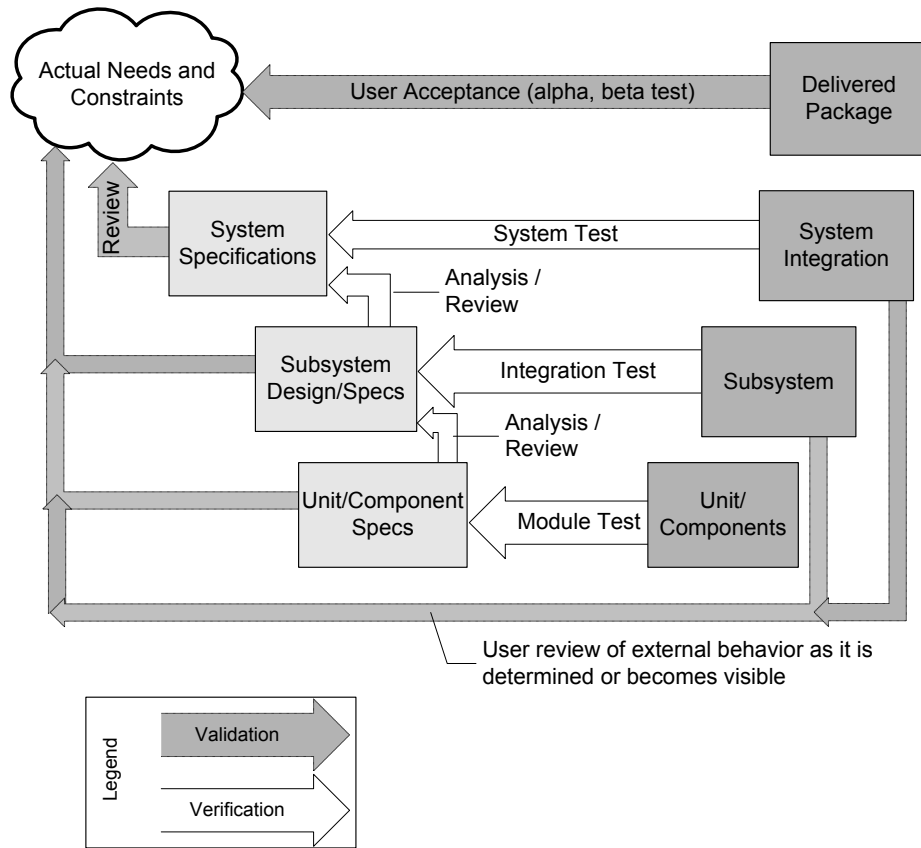 Actual Needs and
Constraints
User Acceptance (alpha, beta test)
Delivered
Package
Review
System
Specifications
System Test
System
Integration
Analysis /
Review
Subsystem
Design/Specs
Integration Test
Subsystem
Analysis /
Review
Unit/Component
Specs
Module Test
Unit/
Components
User review of external behavior as it is
determined or becomes visible
Legend
Validation
Verification